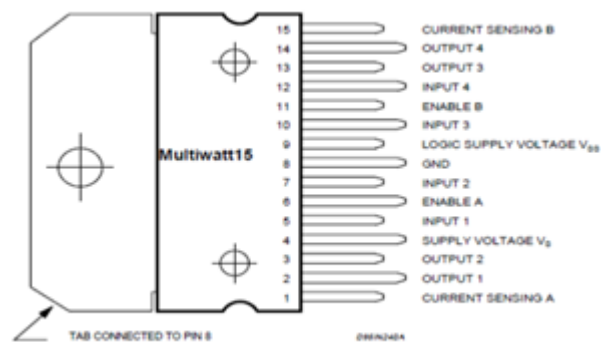 15 CURRENT SENSING B
14 OUTPUT 4
13 OUTPUT 3
12 INPUT 4
11 ENABLE B
10 INPUT 3
9 LOGIC SUPPLY VOLTAGE VSS
Multiwatt15
8 GND
7 INPUT 2
6 ENABLE A
5 INPUT 1
4 SUPPLY VOLTAGE VS
3 OUTPUT 2
2 OUTPUT 1
1 CURRENT SENSING A
TAB CONNECTED TO PIN 8